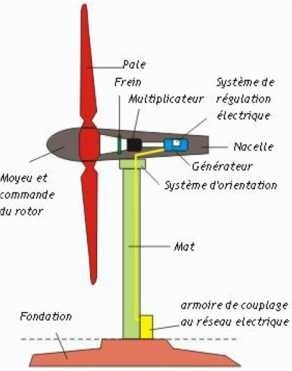 Pale
Frein
Multiplicateur
Système de
régulation
électrique
Moyeu et
commande
du rotor
Nacelle
Générateur
Système d'orientation
Mat
Fondation
armoire de couplage
au réseau electrique